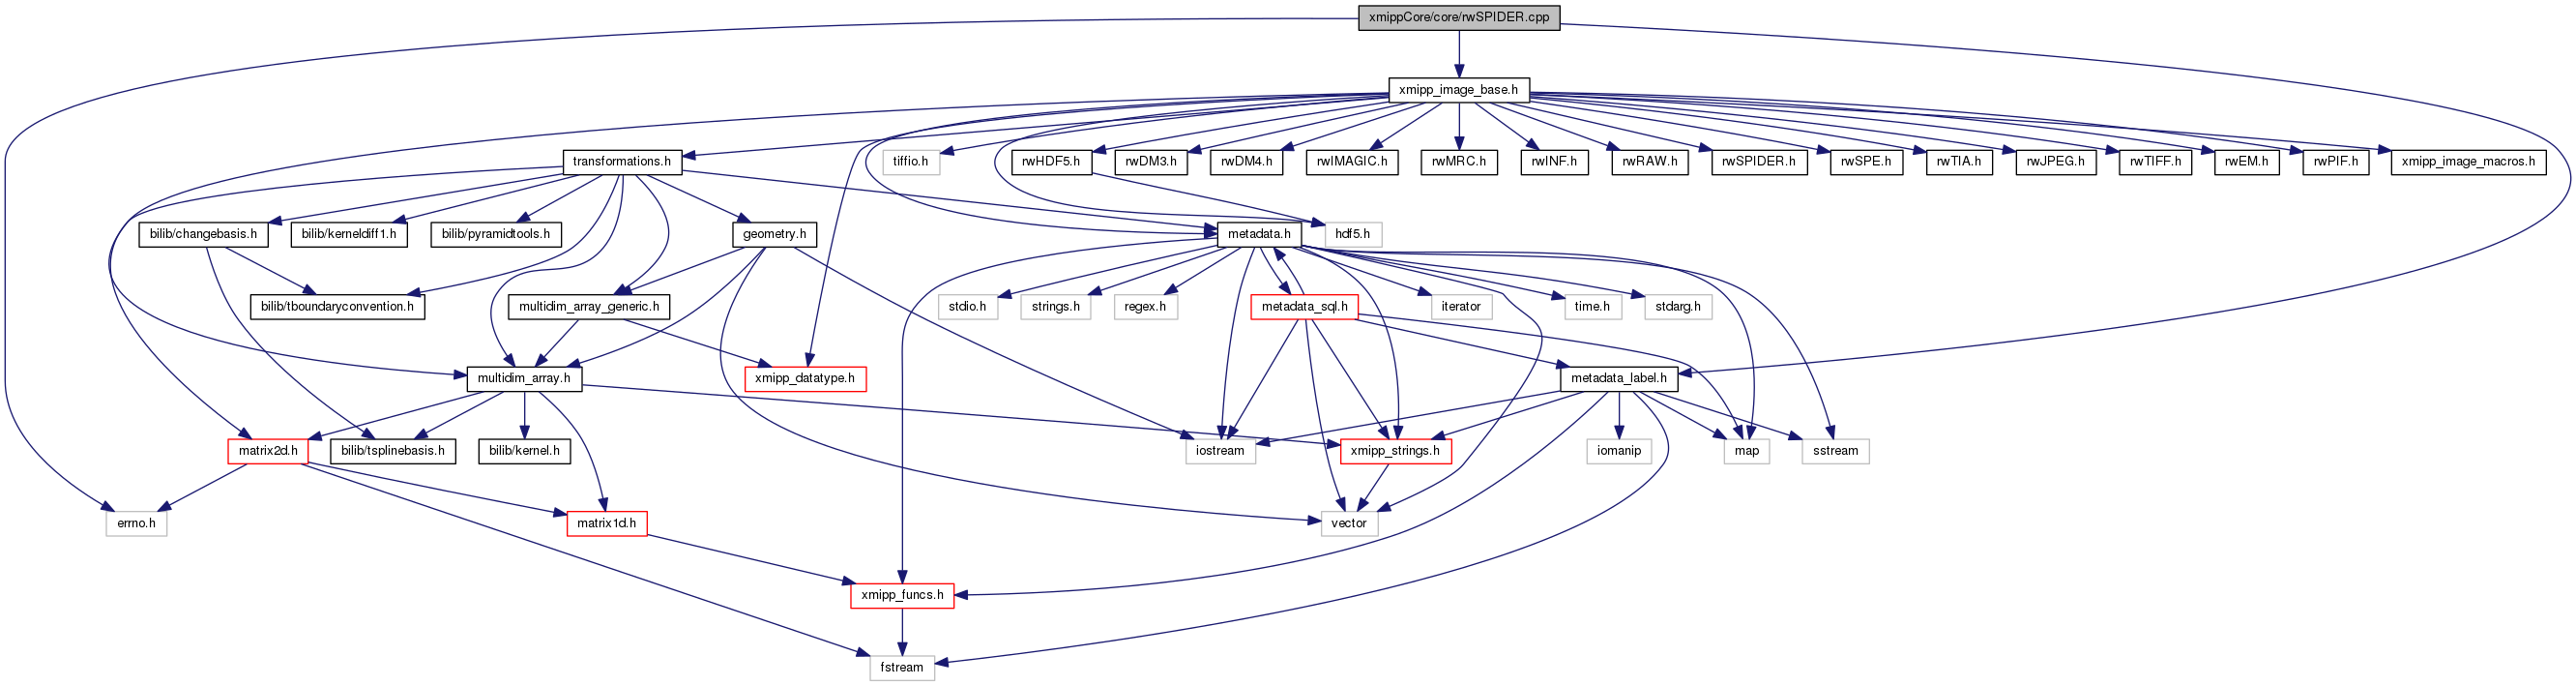 xmippCore/core/rwSPIDER.cpp
xmipp_image_base.h
transformations.h
tiffio.h
rwHDF5.h
rwDM3.h
rwDM4.h
rwIMAGIC.h
rwMRC.h
rwINF.h
rwRAW.h
rwSPIDER.h
rwSPE.h
rwTIA.h
rwJPEG.h
rwTIFF.h
rwEM.h
rwPIF.h
xmipp_image_macros.h
bilib/changebasis.h
bilib/kerneldiff1.h
bilib/pyramidtools.h
geometry.h
metadata.h
hdf5.h
bilib/tboundaryconvention.h
multidim_array_generic.h
stdio.h
strings.h
regex.h
metadata_sql.h
iterator
time.h
stdarg.h
multidim_array.h
xmipp_datatype.h
metadata_label.h
matrix2d.h
bilib/tsplinebasis.h
bilib/kernel.h
iostream
xmipp_strings.h
iomanip
map
sstream
errno.h
matrix1d.h
vector
xmipp_funcs.h
fstream